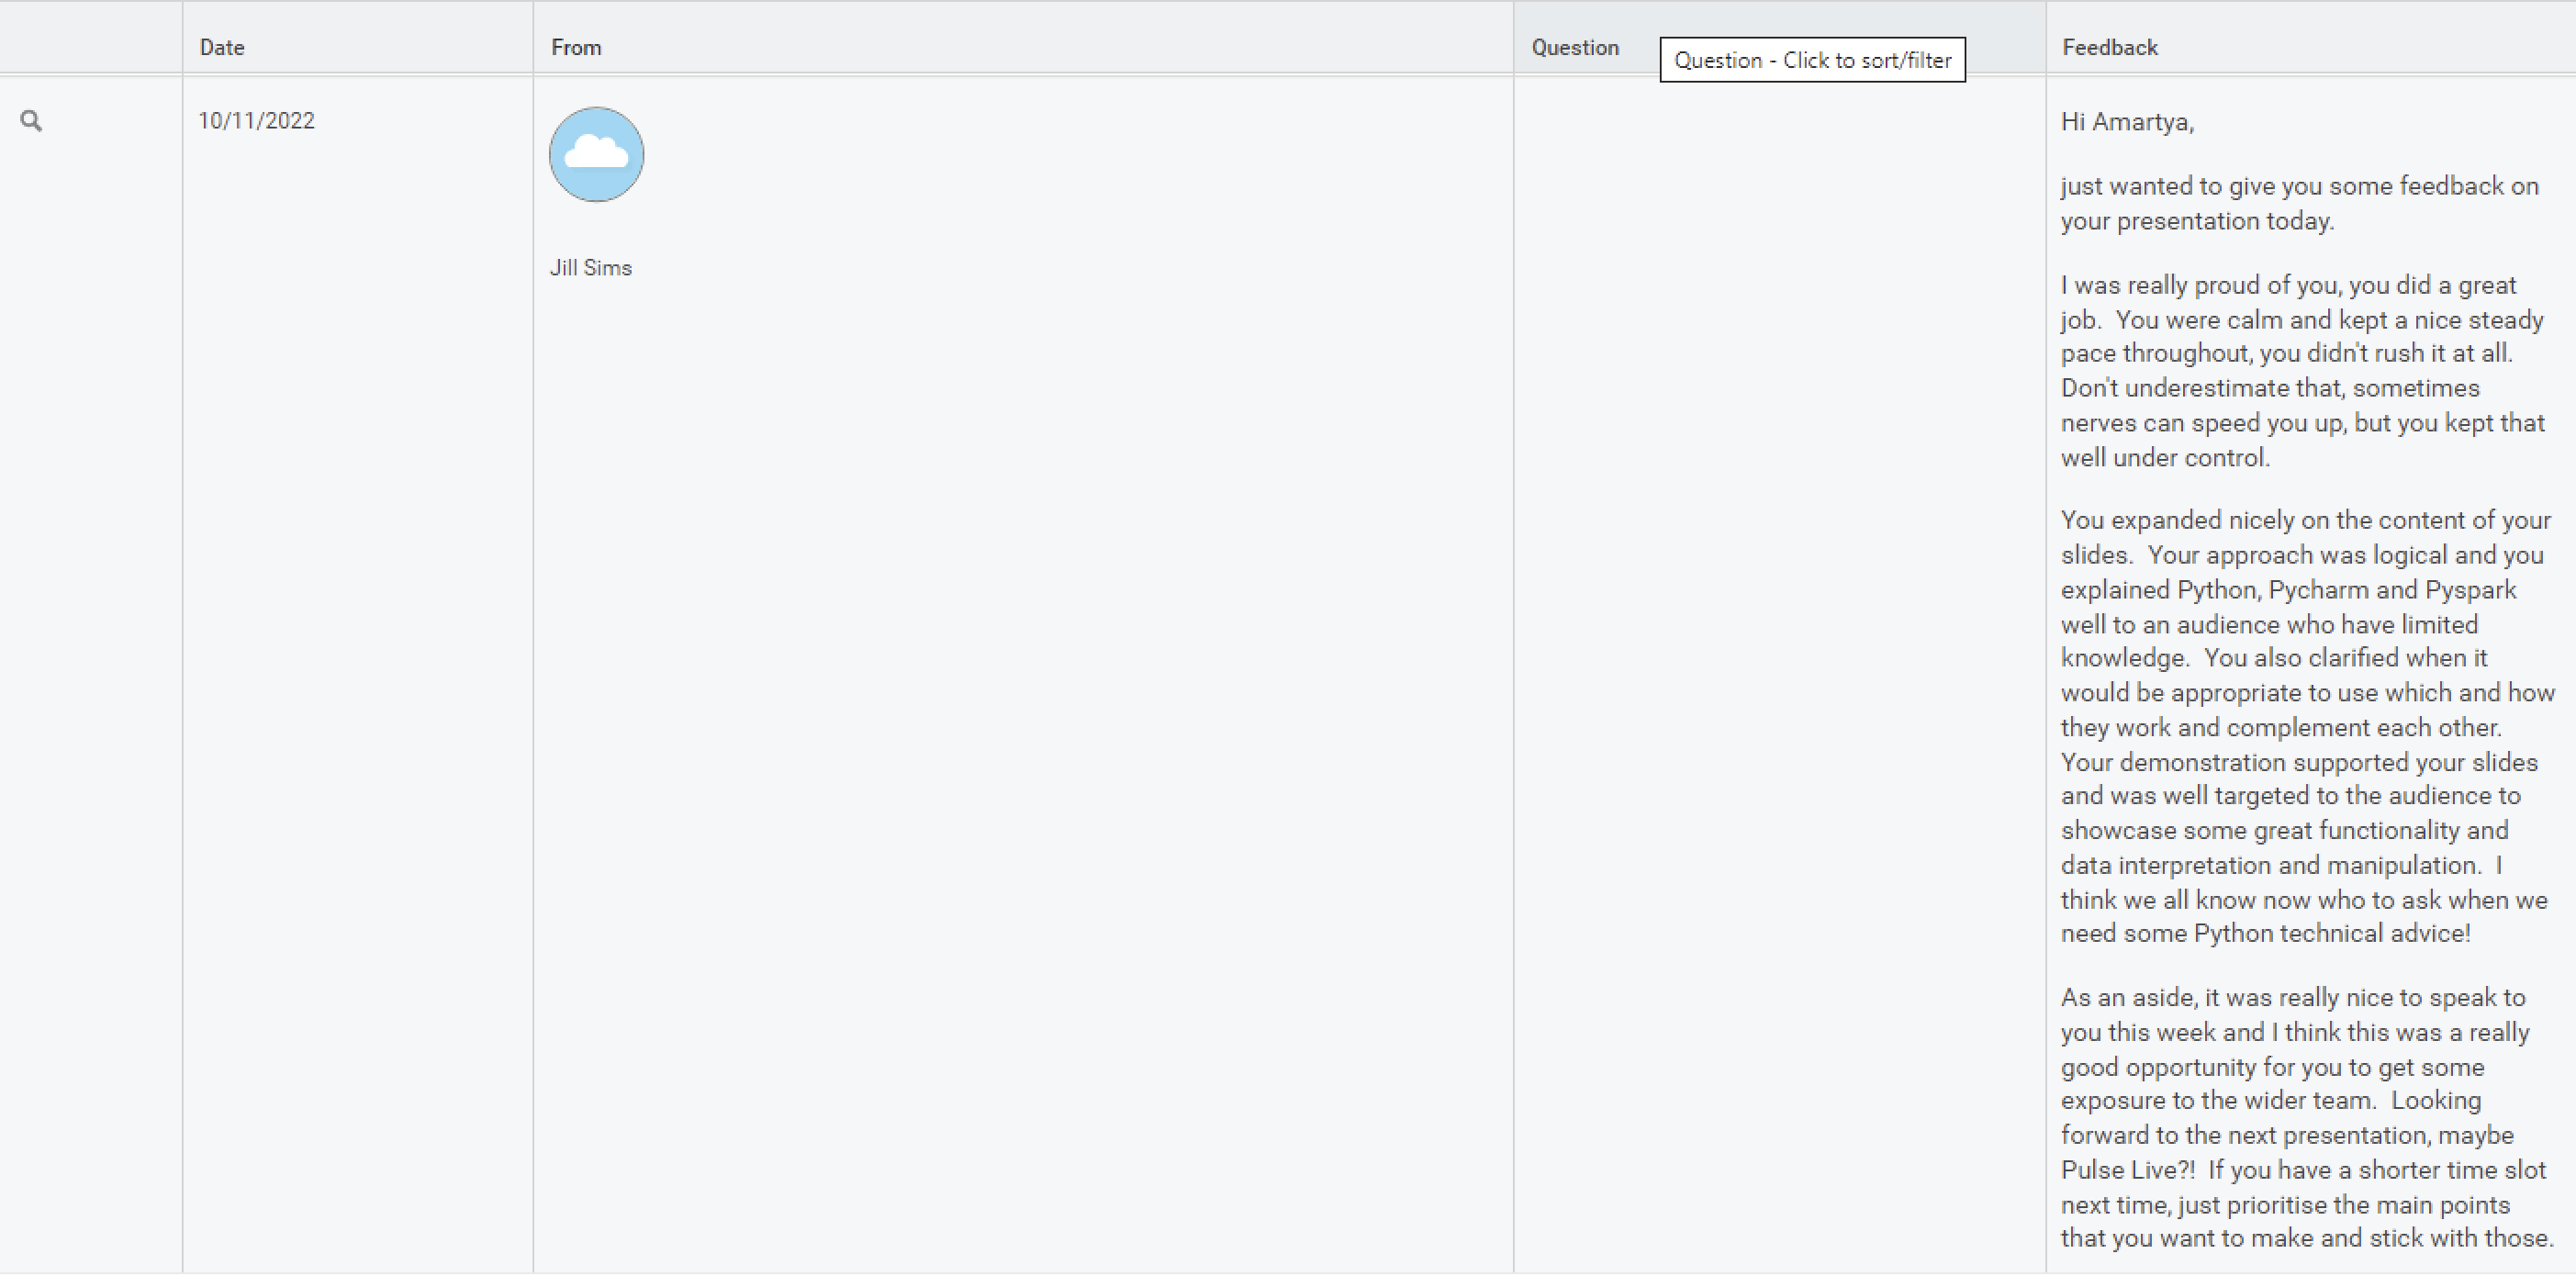 Date
From
Question
Question - Click to sort/filter
Feedback
10/11/2022
Jill Sims
Hi Amartya,
just wanted to give you some feedback on
your presentation today.
I was really proud of you, you did a great
job.  You were calm and kept a nice steady
pace throughout, you didn't rush it at all.
Don't underestimate that, sometimes
nerves can speed you up, but you kept that
well under control.
You expanded nicely on the content of your
slides.  Your approach was logical and you
explained Python, Pycharm and Pyspark
well to an audience who have limited
knowledge.  You also clarified when it
would be appropriate to use which and how
they work and complement each other.
Your demonstration supported your slides
and was well targeted to the audience to
showcase some great functionality and
data interpretation and manipulation.  I
think we all know now who to ask when we
need some Python technical advice!
As an aside, it was really nice to speak to
you this week and I think this was a really
good opportunity for you to get some
exposure to the wider team.  Looking
forward to the next presentation, maybe
Pulse Live?!  If you have a shorter time slot
next time, just prioritise the main points
that you want to make and stick with those.